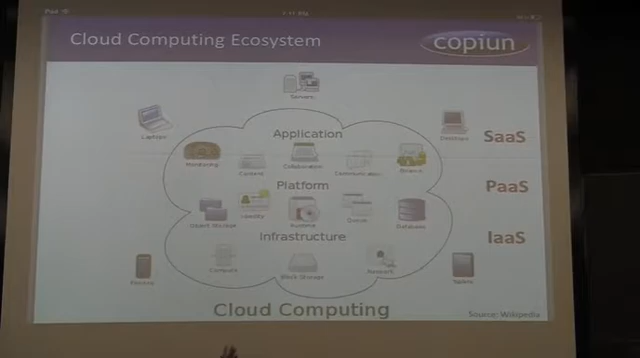 iPad
Cloud Computing Ecosystem
copiun
Servers
Laptops
Desktops
Application
SaaS
Monitoring
Content
Collaboration
Communication
Finance
Platform
PaaS
Object Storage
Identity
Runtime
Queue
Database
Infrastructure
IaaS
Compute
Block Storage
Network
Phones
Tablets
Cloud Computing
Source: Wikipedia